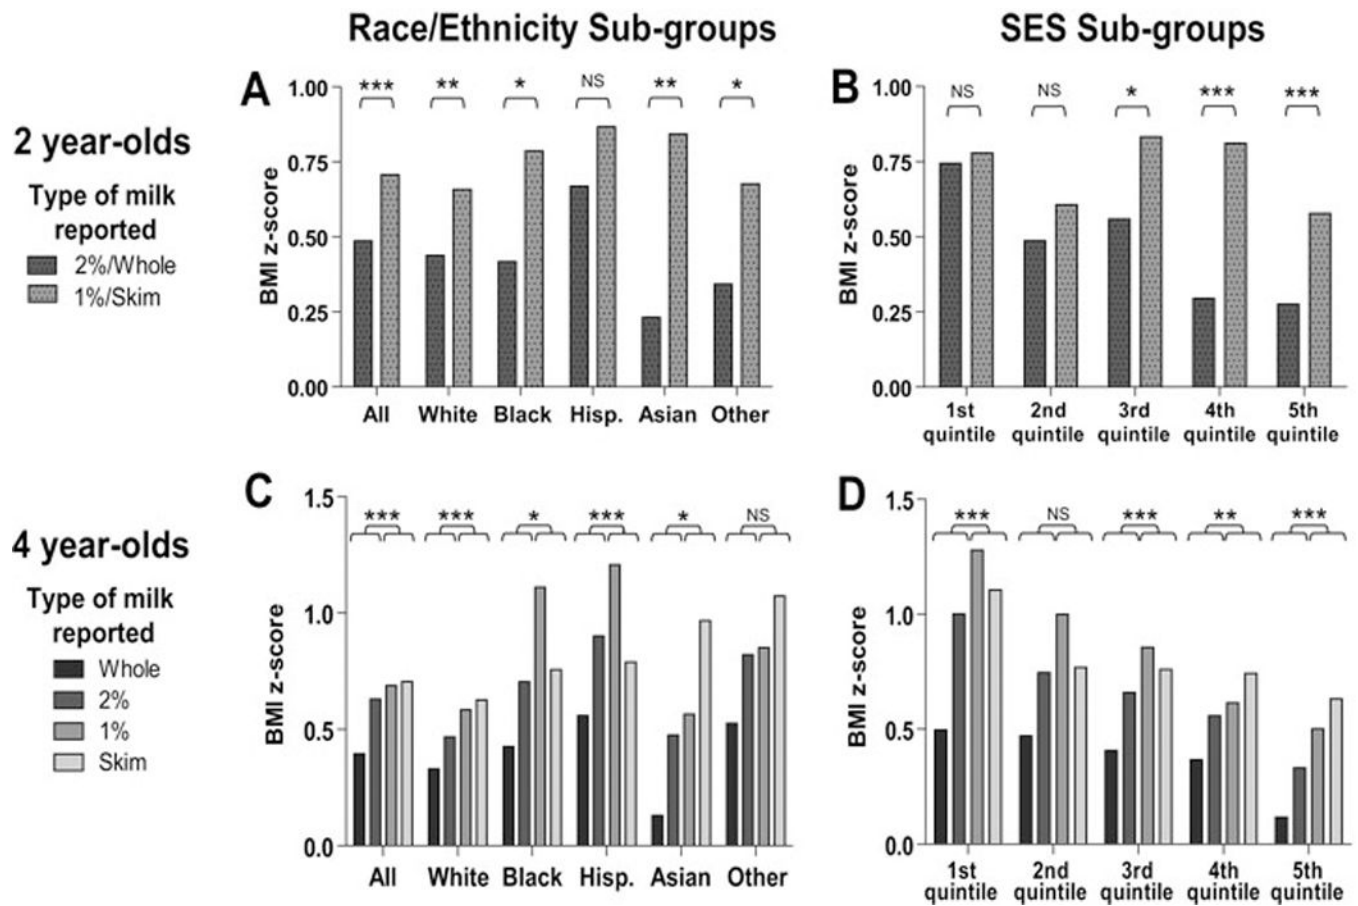 Race/Ethnicity Sub-groups
SES Sub-groups
2 year-olds
Type of milk
reported
2%/Whole
1%/Skim
A
1.00
0.75
0.50
0.25
0.00
BMI z-score
***
**
*
NS
**
*
All
White
Black
Hisp.
Asian
Other
B
1.00
0.75
0.50
0.25
0.00
BMI z-score
NS
NS
*
***
***
1st
quintile
2nd
quintile
3rd
quintile
4th
quintile
5th
quintile
4 year-olds
Type of milk
reported
Whole
2%
1%
Skim
C
1.5
1.0
0.5
0.0
BMI z-score
***
***
*
***
*
NS
All
White
Black
Hisp.
Asian
Other
D
1.5
1.0
0.5
0.0
BMI z-score
***
NS
***
**
***
1st
quintile
2nd
quintile
3rd
quintile
4th
quintile
5th
quintile